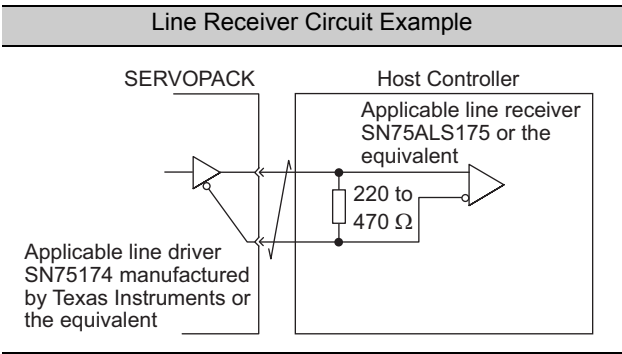 Line Receiver Circuit Example
SERVOPACK
Host Controller
Applicable line receiver
SN75ALS175 or the
equivalent
220 to
470 Ω
Applicable line driver
SN75174 manufactured
by Texas Instruments or
the equivalent